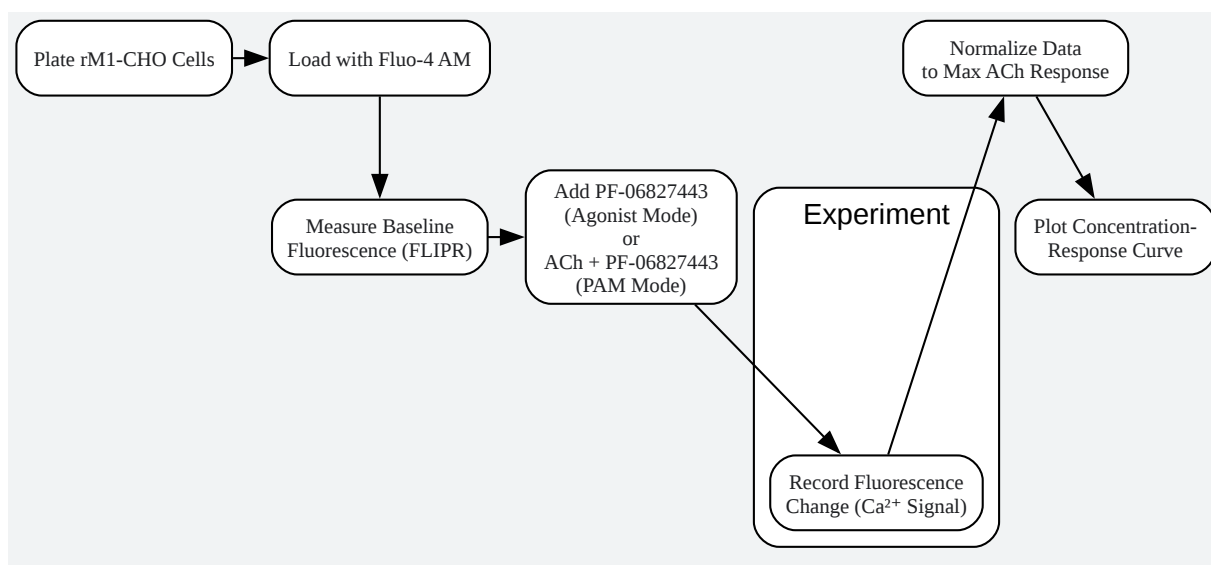 Plate rM1-CHO Cells
Load with Fluo-4 AM
Measure Baseline
Fluorescence (FLIPR)
Add PF-06827443
(Agonist Mode)
or
ACh + PF-06827443
(PAM Mode)
Experiment
Record Fluorescence
Change (Ca²⁺ Signal)
Normalize Data
to Max ACh Response
Plot Concentration-
Response Curve